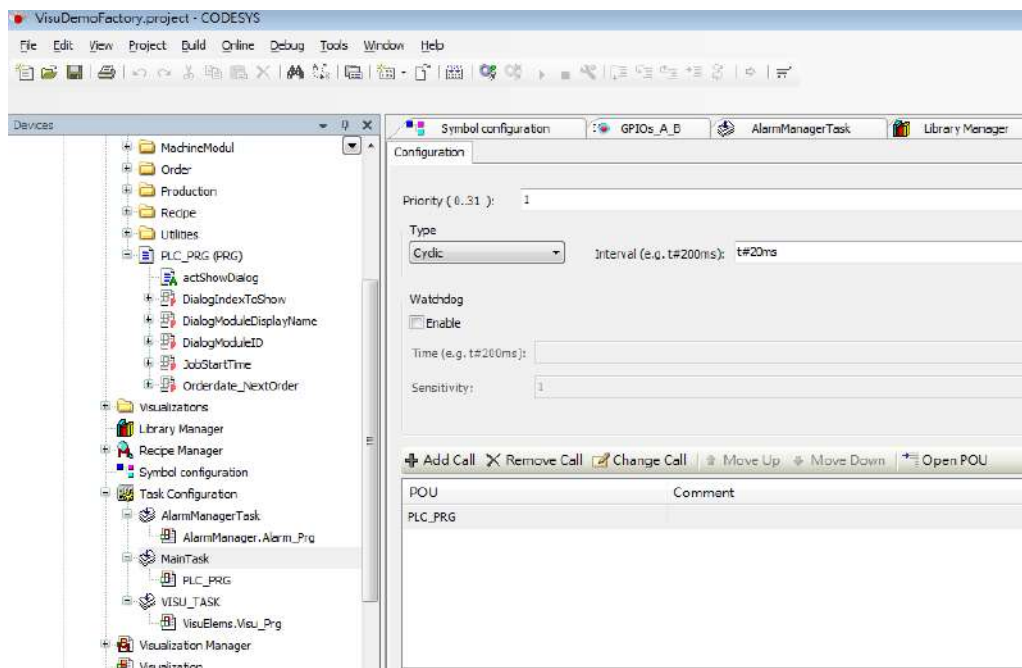 VisuDemoFactory.project - CODESYS
File Edit View Project Build Online Debug Tools Window Help
Devices
MachineModul
Order
Production
Recipe
Utilities
PLC_PRG (PRG)
actShowDialog
DialogIndexToShow
DialogModuleDisplayName
DialogModuleID
JobStartTime
Orderdate_NextOrder
Visualizations
Library Manager
Recipe Manager
Symbol configuration
Task Configuration
AlarmManagerTask
AlarmManager.Alarm_Prg
MainTask
PLC_PRG
VISU_TASK
VisuElems.Visu_Prg
Visualization Manager
Visualization
Symbol configuration GPIOs_A_B AlarmManagerTask Library Manager
Configuration
Priority ( 0..31 ): 1
Type
Cyclic Interval (e.g. t#200ms): t#20ms
Watchdog
Enable
Time (e.g. t#200ms):
Sensitivity: 1
Add Call Remove Call Change Call Move Up Move Down Open POU
POU Comment
PLC_PRG